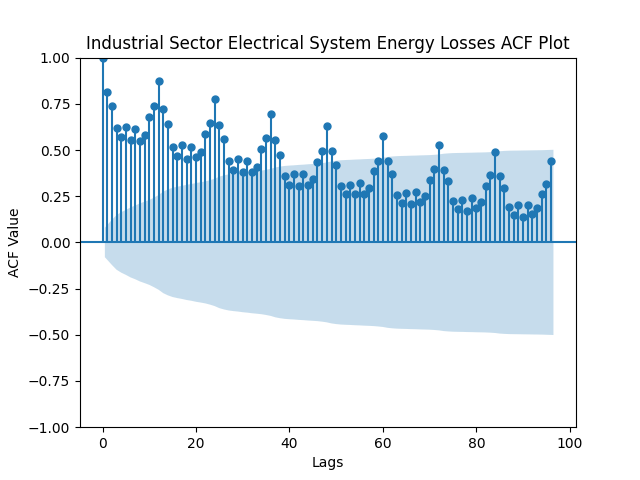 Industrial Sector Electrical System Energy Losses ACF Plot
1.00
0.75
0.50
0.25
0.00
−0.25
−0.50
−0.75
−1.00
ACF Value
0 20 40 60 80 100
Lags